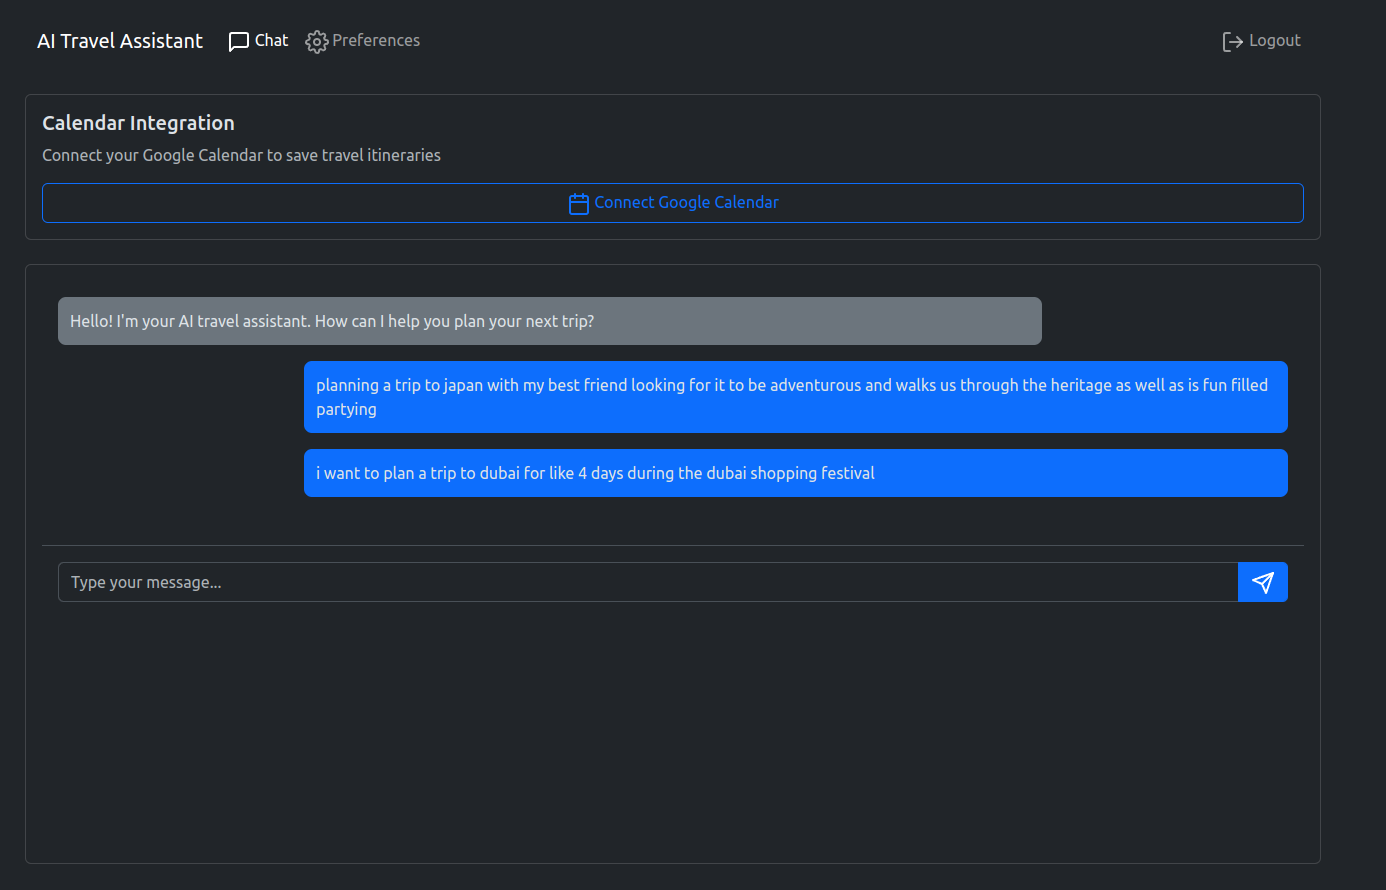 AI Travel Assistant Chat Preferences Logout
Calendar Integration
Connect your Google Calendar to save travel itineraries
Connect Google Calendar
Hello! I'm your AI travel assistant. How can I help you plan your next trip?
planning a trip to japan with my best friend looking for it to be adventurous and walks us through the heritage as well as is fun filled
partying
i want to plan a trip to dubai for like 4 days during the dubai shopping festival
Type your message...